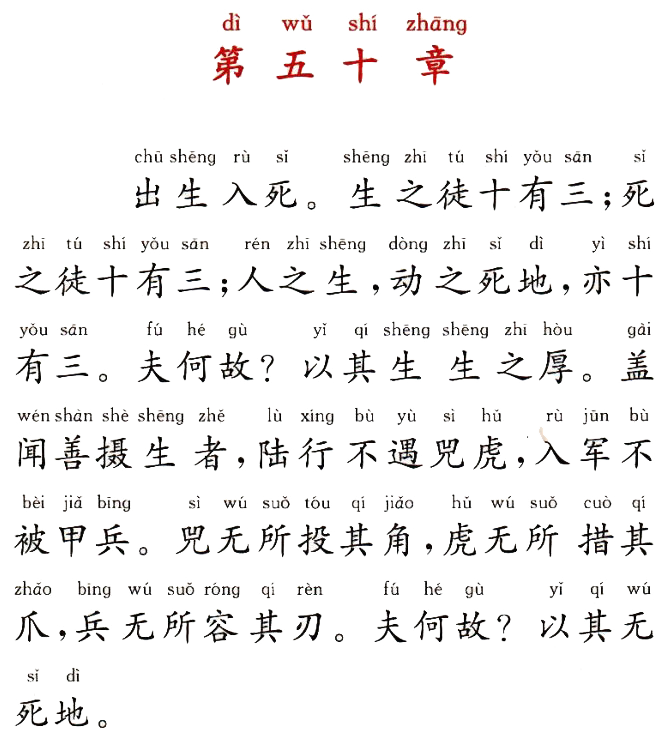 dì wǔ shí zhāng
第五十章
chū shēng rù sǐ shēng zhī tú shí yǒu sān sǐ
出生入死。生之徒十有三；死
zhī tú shí yǒu sān rén zhī shēng dòng zhī sǐ dì yì shí
之徒十有三；人之生，动之死地，亦十
yǒu sān fú hé gù yǐ qí shēng shēng zhī hòu gài
有三。夫何故？以其生生之厚。盖
wén shàn shè shēng zhě lù xíng bù yù sì hǔ rù jūn bù
闻善摄生者，陆行不遇兕虎，入军不
bèi jiǎ bīng sì wú suǒ tóu qí jiǎo hǔ wú suǒ cuò qí
被甲兵。兕无所投其角，虎无所措其
zhǎo bīng wú suǒ róng qí rèn fú hé gù yǐ qí wú
爪，兵无所容其刃。夫何故？以其无
sǐ dì
死地。